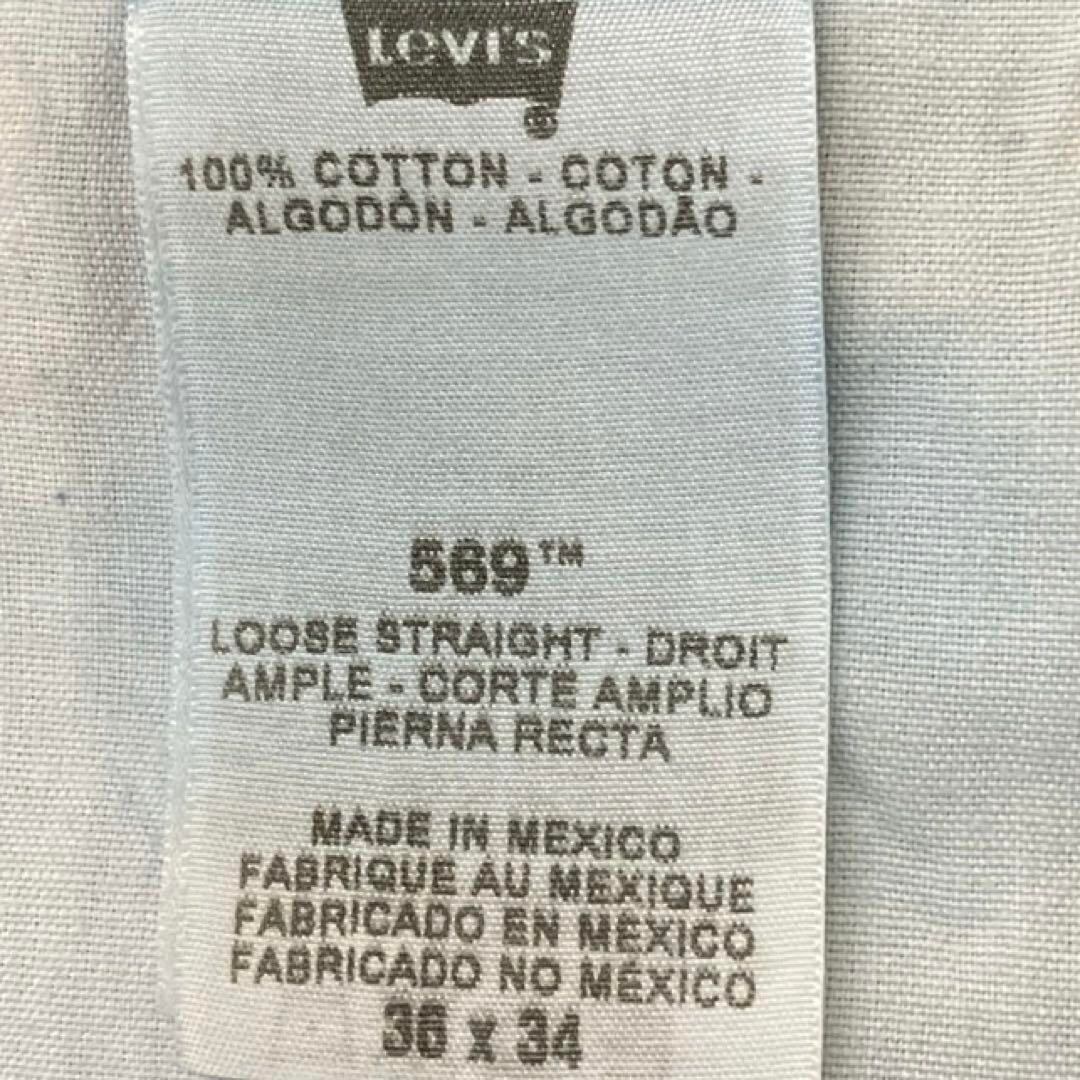 Levi's
®
100% COTTON - COTON -
ALGODÓN - ALGODÃO
569™
LOOSE STRAIGHT - DROIT
AMPLE - CORTE AMPLIO
PIERNA RECTA
MADE IN MEXICO
FABRIQUE AU MEXIQUE
FABRICADO EN MÉXICO
FABRICADO NO MÉXICO
36 x 34